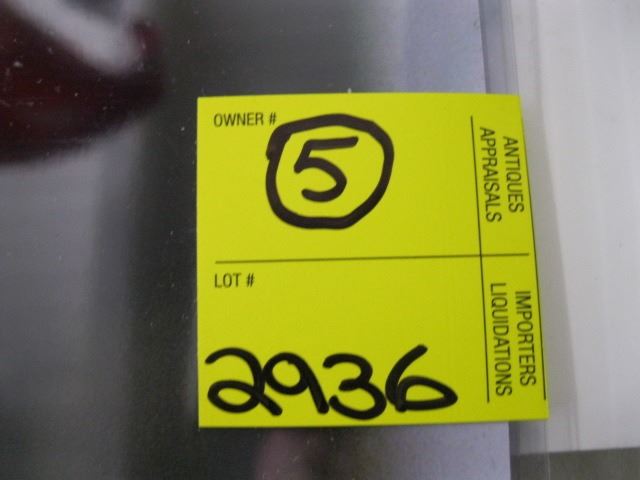 OWNER #
5
LOT #
2936
ANTIQUES
APPRAISALS
IMPORTERS
LIQUIDATIONS